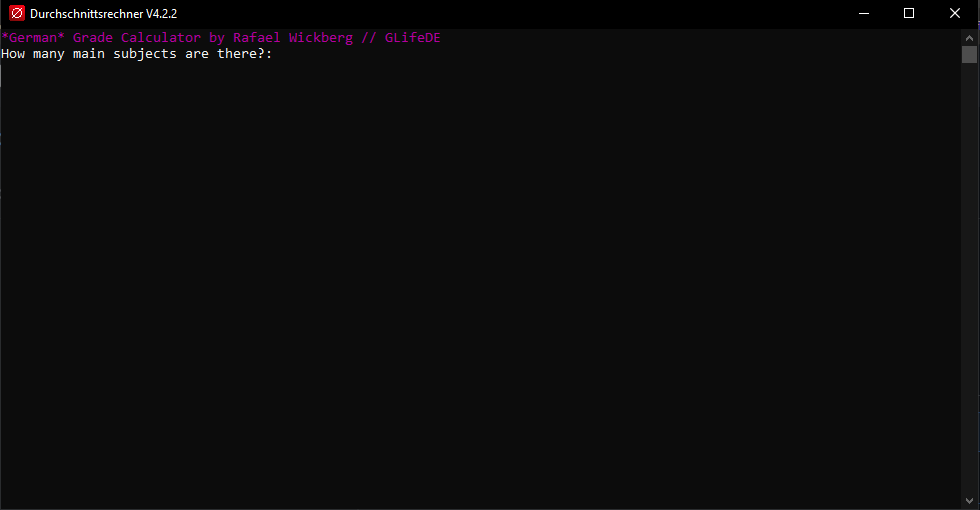 Durchschnittsrechner V4.2.2
*German* Grade Calculator by Rafael Wickberg // GLifeDE
How many main subjects are there?: